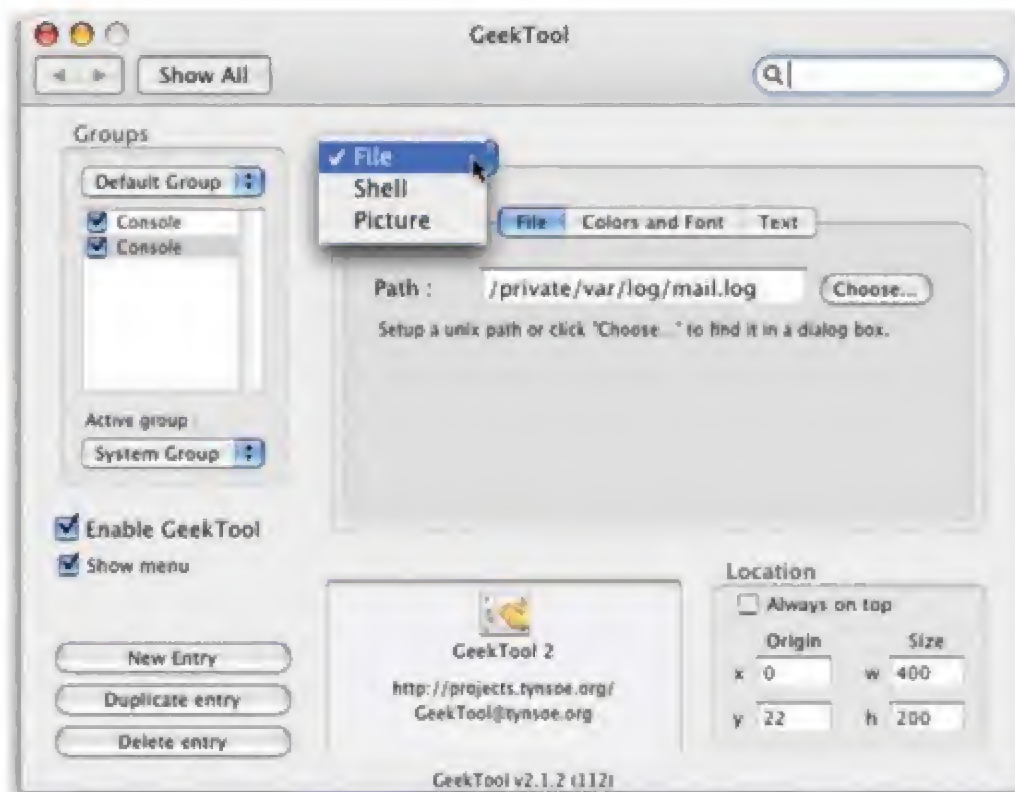 GeekTool
Show All
Groups
Default Group
Console
Console
Active group
System Group
Enable GeekTool
Show menu
New Entry
Duplicate entry
Delete entry
✓ File
Shell
Picture
File
Colors and Font
Text
Path :
/private/var/log/mail.log
Choose...
Setup a unix path or click "Choose..." to find it in a dialog box.
GeekTool 2
http://projects.tynsoe.org/
GeekTool@tynsoe.org
Location
Always on top
Origin
Size
x 0
w 400
y 22
h 200
GeekTool v2.1.2 (112)